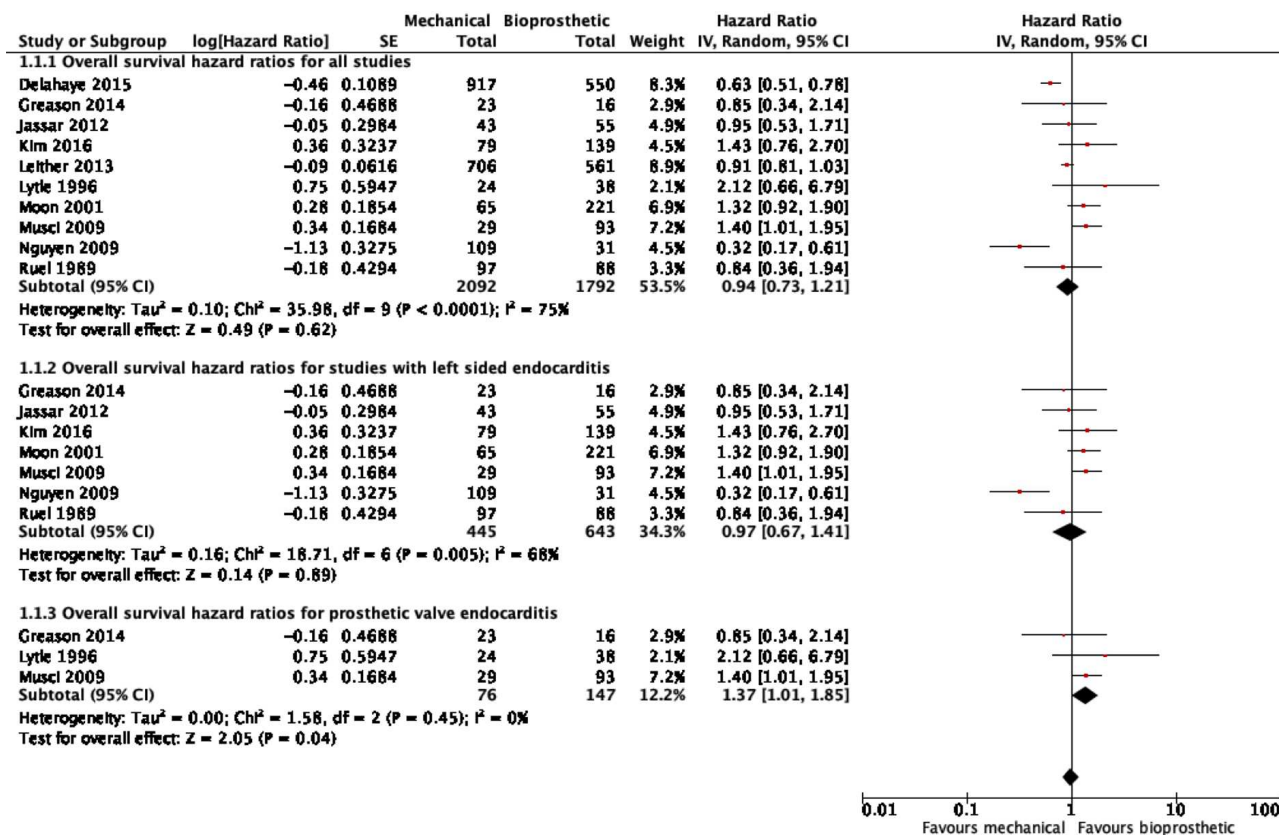 Mechanical Bioprosthetic Hazard Ratio Hazard Ratio
Study or Subgroup log[Hazard Ratio] SE Total Total Weight IV, Random, 95% CI IV, Random, 95% CI
1.1.1 Overall survival hazard ratios for all studies
Delahaye 2015 −0.46 0.1089 917 550 8.3% 0.63 [0.51, 0.78]
Greason 2014 −0.16 0.4688 23 16 2.9% 0.85 [0.34, 2.14]
Jassar 2012 −0.05 0.2984 43 55 4.9% 0.95 [0.53, 1.71]
Kim 2016 0.36 0.3237 79 139 4.5% 1.43 [0.76, 2.70]
Leither 2013 −0.09 0.0616 706 561 8.9% 0.91 [0.81, 1.03]
Lytle 1996 0.75 0.5947 24 38 2.1% 2.12 [0.66, 6.79]
Moon 2001 0.28 0.1854 65 221 6.9% 1.32 [0.92, 1.90]
Musci 2009 0.34 0.1684 29 93 7.2% 1.40 [1.01, 1.95]
Nguyen 2009 −1.13 0.3275 109 31 4.5% 0.32 [0.17, 0.61]
Ruel 1989 −0.18 0.4294 97 88 3.3% 0.84 [0.36, 1.94]
Subtotal (95% CI) 2092 1792 53.5% 0.94 [0.73, 1.21]
Heterogeneity: Tau² = 0.10; Chi² = 35.98, df = 9 (P < 0.0001); I² = 75%
Test for overall effect: Z = 0.49 (P = 0.62)
1.1.2 Overall survival hazard ratios for studies with left sided endocarditis
Greason 2014 −0.16 0.4688 23 16 2.9% 0.85 [0.34, 2.14]
Jassar 2012 −0.05 0.2984 43 55 4.9% 0.95 [0.53, 1.71]
Kim 2016 0.36 0.3237 79 139 4.5% 1.43 [0.76, 2.70]
Moon 2001 0.28 0.1854 65 221 6.9% 1.32 [0.92, 1.90]
Musci 2009 0.34 0.1684 29 93 7.2% 1.40 [1.01, 1.95]
Nguyen 2009 −1.13 0.3275 109 31 4.5% 0.32 [0.17, 0.61]
Ruel 1989 −0.18 0.4294 97 88 3.3% 0.84 [0.36, 1.94]
Subtotal (95% CI) 445 643 34.3% 0.97 [0.67, 1.41]
Heterogeneity: Tau² = 0.16; Chi² = 18.71, df = 6 (P = 0.005); I² = 68%
Test for overall effect: Z = 0.14 (P = 0.89)
1.1.3 Overall survival hazard ratios for prosthetic valve endocarditis
Greason 2014 −0.16 0.4688 23 16 2.9% 0.85 [0.34, 2.14]
Lytle 1996 0.75 0.5947 24 38 2.1% 2.12 [0.66, 6.79]
Musci 2009 0.34 0.1684 29 93 7.2% 1.40 [1.01, 1.95]
Subtotal (95% CI) 76 147 12.2% 1.37 [1.01, 1.85]
Heterogeneity: Tau² = 0.00; Chi² = 1.58, df = 2 (P = 0.45); I² = 0%
Test for overall effect: Z = 2.05 (P = 0.04)
0.01 0.1 1 10 100
Favours mechanical Favours bioprosthetic